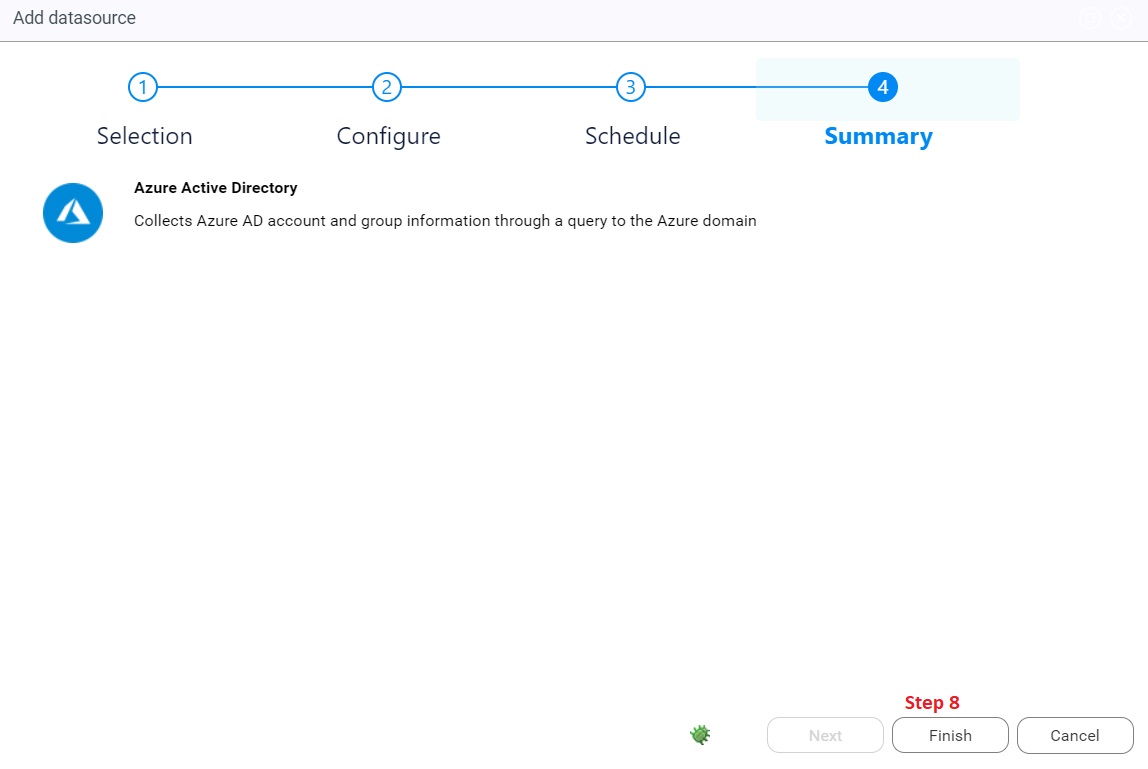 Add datasource
1 2 3 4
Selection Configure Schedule Summary
Azure Active Directory
Collects Azure AD account and group information through a query to the Azure domain
Step 8
Next Finish Cancel